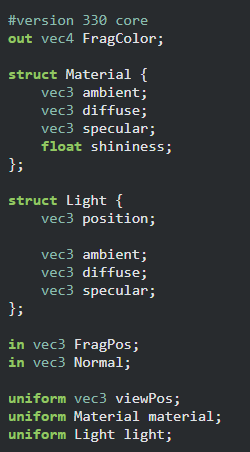 #version 330 core
out vec4 FragColor;

struct Material {
    vec3 ambient;
    vec3 diffuse;
    vec3 specular;
    float shininess;
};

struct Light {
    vec3 position;

    vec3 ambient;
    vec3 diffuse;
    vec3 specular;
};

in vec3 FragPos;
in vec3 Normal;

uniform vec3 viewPos;
uniform Material material;
uniform Light light;